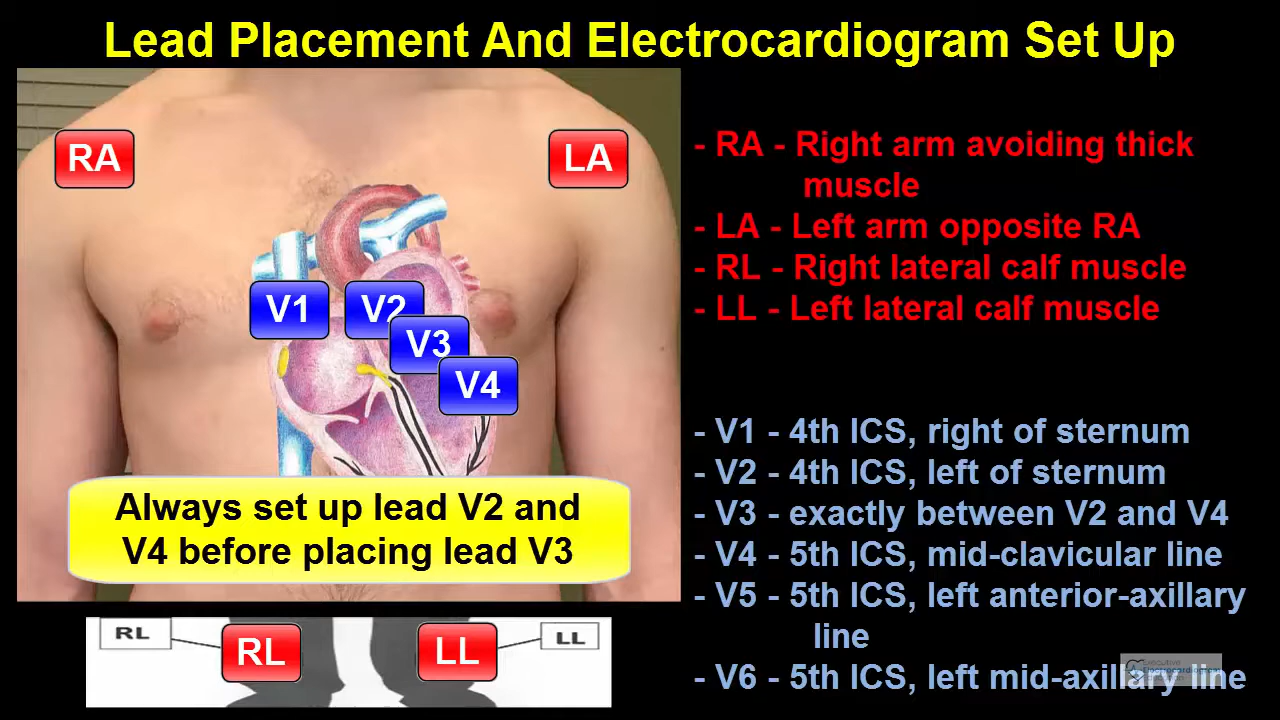 Lead Placement And Electrocardiogram Set Up
RA
LA
- RA - Right arm avoiding thick
muscle
- LA - Left arm opposite RA
- RL - Right lateral calf muscle
- LL - Left lateral calf muscle
V1
V2
V3
V4
- V1 - 4th ICS, right of sternum
- V2 - 4th ICS, left of sternum
- V3 - exactly between V2 and V4
- V4 - 5th ICS, mid-clavicular line
- V5 - 5th ICS, left anterior-axillary
line
- V6 - 5th ICS, left mid-axillary line
Always set up lead V2 and
V4 before placing lead V3
RL
RL
LL
LL